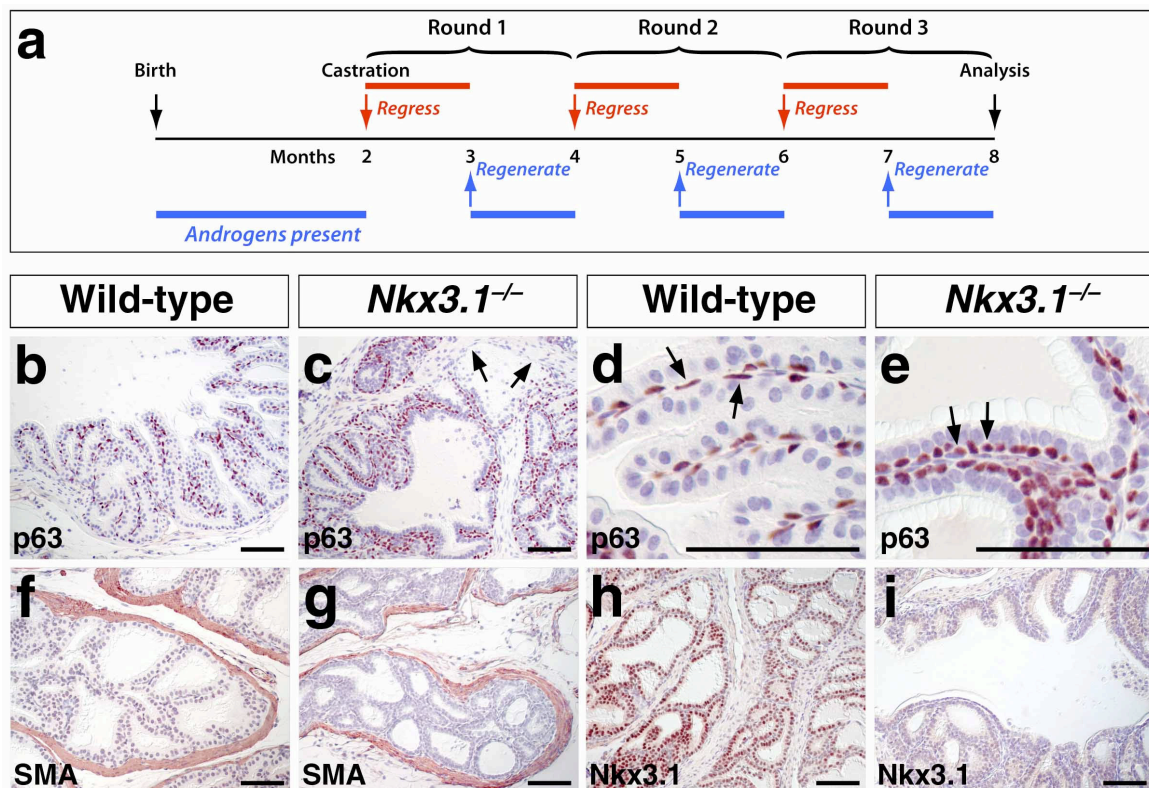 a
Round 1 Round 2 Round 3
Birth Castration Analysis
Regress Regress Regress
Months 2 3 4 5 6 7 8
Regenerate Regenerate Regenerate
Androgens present
Wild-type Nkx3.1–/– Wild-type Nkx3.1–/–
b c d e
p63 p63 p63 p63
f g h i
SMA SMA Nkx3.1 Nkx3.1